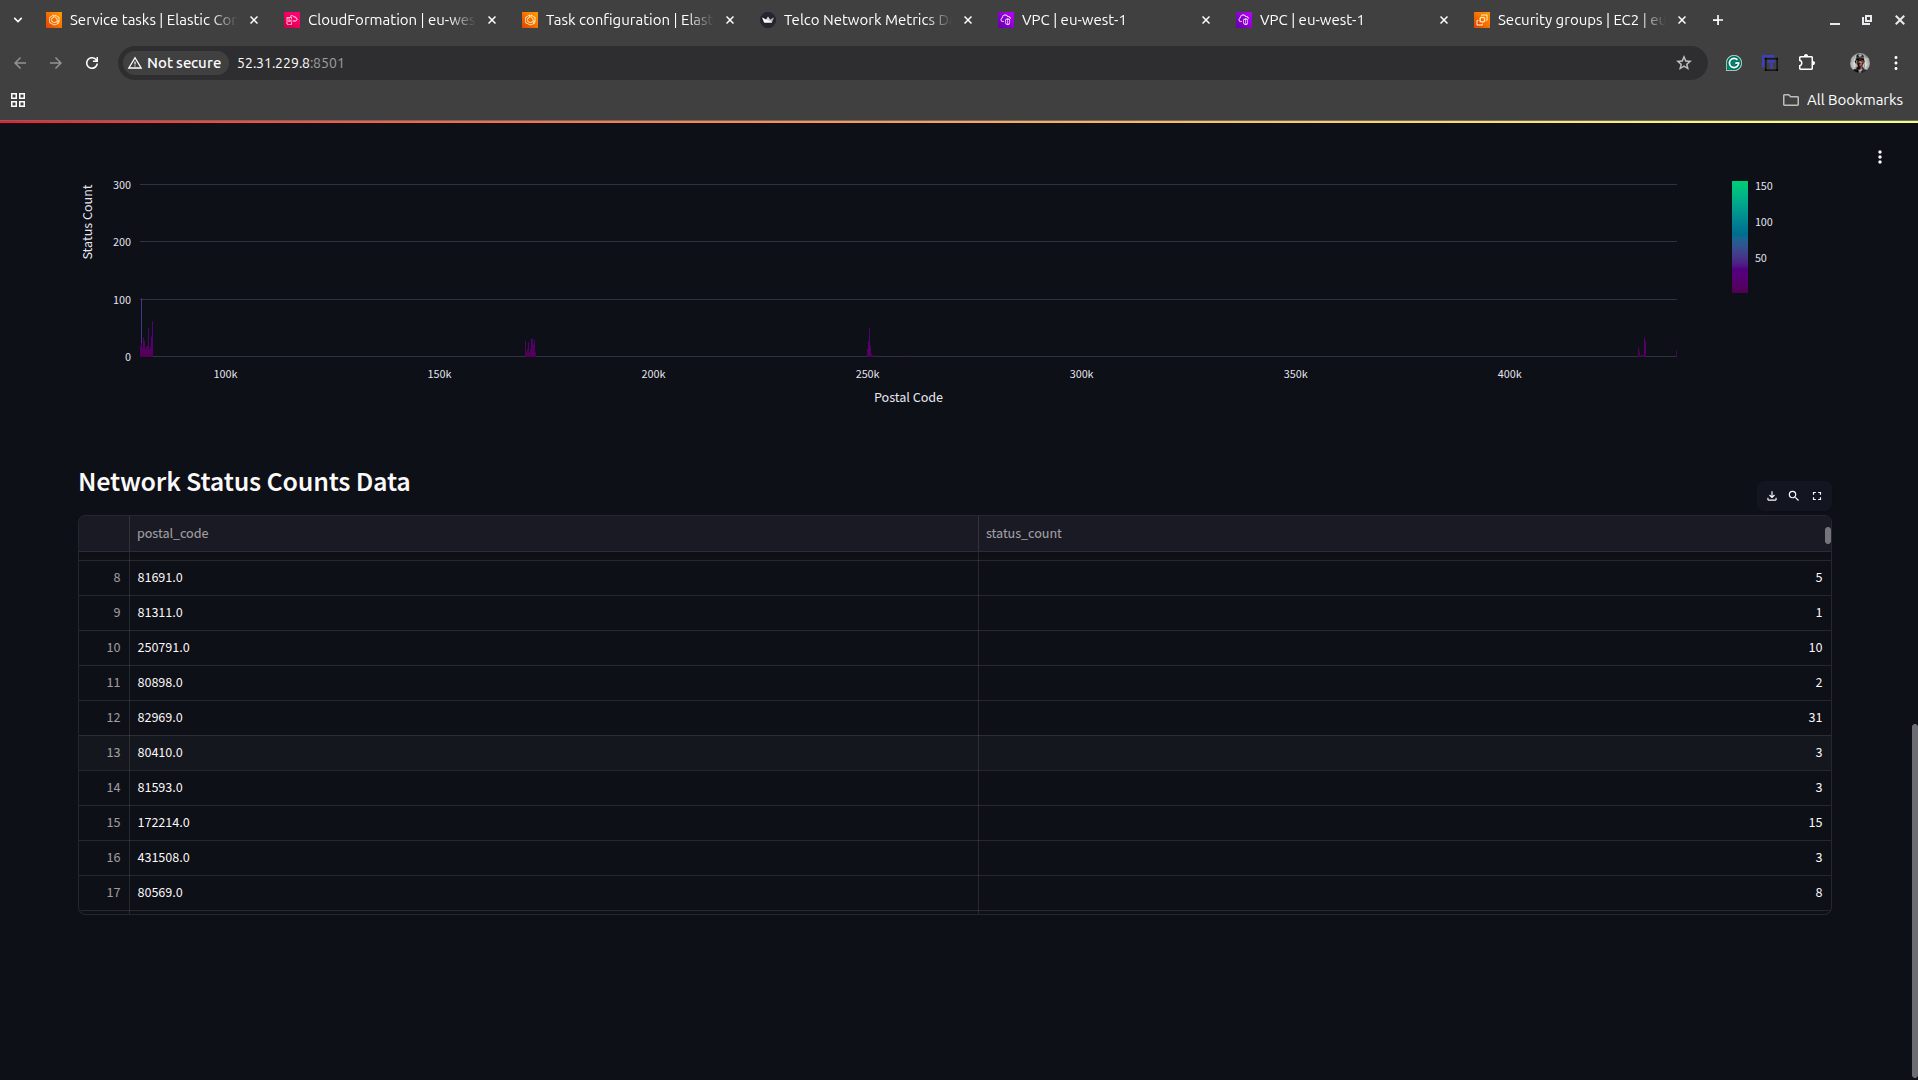 Service tasks | Elastic Co
CloudFormation | eu-wes
Task configuration | Elast
Telco Network Metrics D
VPC | eu-west-1
VPC | eu-west-1
Security groups | EC2 | eu
Not secure
52.31.229.8:8501
All Bookmarks
Status Count
300
200
100
0
100k
150k
200k
250k
300k
350k
400k
Postal Code
150
100
50
Network Status Counts Data
postal_code status_count
8 81691.0 5
9 81311.0 1
10 250791.0 10
11 80898.0 2
12 82969.0 31
13 80410.0 3
14 81593.0 3
15 172214.0 15
16 431508.0 3
17 80569.0 8